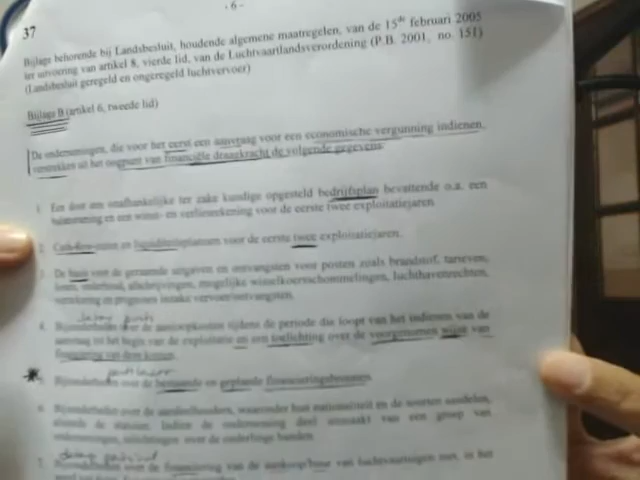 - 6 -
37
Bijlage behorende bij Landsbesluit, houdende algemene maatregelen, van de 15de februari 2005
ter uitvoering van artikel 8, vierde lid, van de Luchtvaartlandsverordening (P.B. 2001, no. 151)
(Landsbesluit geregeld en ongeregeld luchtvervoer)
Bijlage B (artikel 6, tweede lid)
De ondernemingen, die voor het eerst een aanvraag voor een economische vergunning indienen,
verstrekken uit het oogpunt van financiële draagkracht de volgende gegevens:
1. Een door een onafhankelijke ter zake kundige opgesteld bedrijfsplan bevattende o.a. een
en een winst- en verliesrekening voor de eerste twee exploitatiejaren.
2. Cash-flow-staten en liquiditeitsplannen voor de eerste twee exploitatiejaren.
3. De basis voor de geraamde uitgaven en ontvangsten voor posten zoals brandstof, tarieven,
lonen, onderhoud, afschrijvingen, mogelijke wisselkoersschommelingen, luchthavenrechten,
verzekering en prognoses inzake vervoer/ontvangsten.
4. Bijzonderheden over de aanloopkosten tijdens de periode die loopt van het indienen van de
aanvraag tot het begin van de exploitatie en een toelichting over de voorgenomen wijze van
financiering van deze kosten.
5. Bijzonderheden over de bestaande en geplande financieringsbronnen.
6. Bijzonderheden over de aandeelhouders, waaronder hun nationaliteit en de soorten aandelen,
alsmede de statuten. Indien de onderneming deel uitmaakt van een groep van
ondernemingen, inlichtingen over de onderlinge banden.
7. Bijzonderheden over de financiering van de aankoop/huur van luchtvaartuigen met, in het